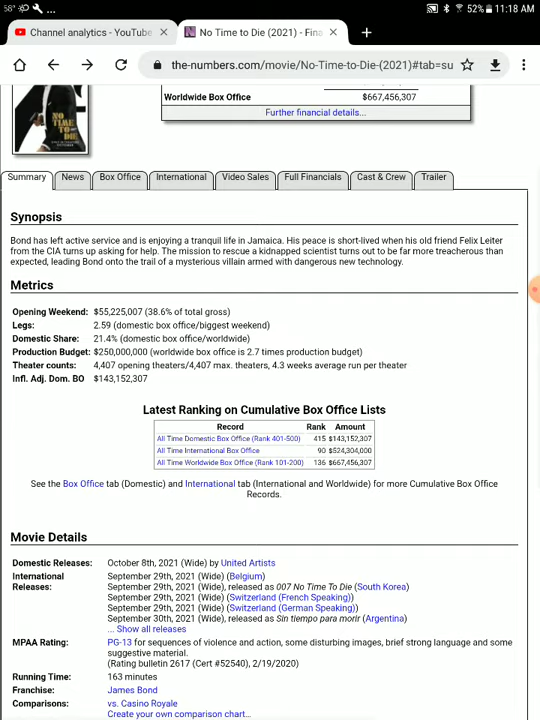 58° 52% 11:18 AM
Channel analytics - YouTube
No Time to Die (2021) - Fina
the-numbers.com/movie/No-Time-to-Die-(2021)#tab=su
NO TIME TO DIE
Worldwide Box Office $667,456,307
Further financial details...
Summary News Box Office International Video Sales Full Financials Cast & Crew Trailer
Synopsis
Bond has left active service and is enjoying a tranquil life in Jamaica. His peace is short-lived when his old friend Felix Leiter
from the CIA turns up asking for help. The mission to rescue a kidnapped scientist turns out to be far more treacherous than
expected, leading Bond onto the trail of a mysterious villain armed with dangerous new technology.
Metrics
Opening Weekend: $55,225,007 (38.6% of total gross)
Legs: 2.59 (domestic box office/biggest weekend)
Domestic Share: 21.4% (domestic box office/worldwide)
Production Budget: $250,000,000 (worldwide box office is 2.7 times production budget)
Theater counts: 4,407 opening theaters/4,407 max. theaters, 4.3 weeks average run per theater
Infl. Adj. Dom. BO $143,152,307
Latest Ranking on Cumulative Box Office Lists
Record Rank Amount
All Time Domestic Box Office (Rank 401-500) 415 $143,152,307
All Time International Box Office 90 $524,304,000
All Time Worldwide Box Office (Rank 101-200) 136 $667,456,307
See the Box Office tab (Domestic) and International tab (International and Worldwide) for more Cumulative Box Office
Records.
Movie Details
Domestic Releases: October 8th, 2021 (Wide) by United Artists
International Releases: September 29th, 2021 (Wide) (Belgium)
September 29th, 2021 (Wide), released as 007 No Time To Die (South Korea)
September 29th, 2021 (Wide) (Switzerland (French Speaking))
September 29th, 2021 (Wide) (Switzerland (German Speaking))
September 30th, 2021 (Wide), released as Sin tiempo para morir (Argentina)
... Show all releases
MPAA Rating: PG-13 for sequences of violence and action, some disturbing images, brief strong language and some
suggestive material.
(Rating bulletin 2617 (Cert #52540), 2/19/2020)
Running Time: 163 minutes
Franchise: James Bond
Comparisons: vs. Casino Royale
Create your own comparison chart...